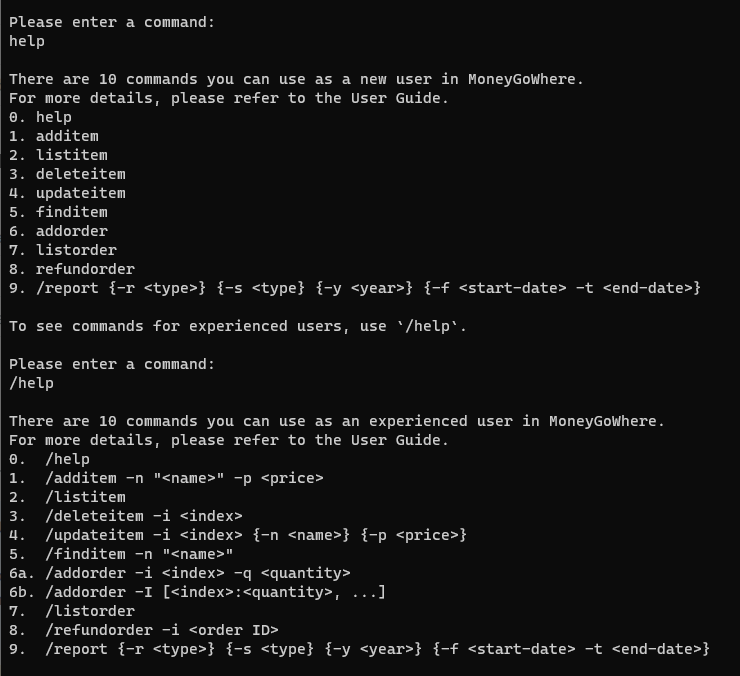 Please enter a command:
help
There are 10 commands you can use as a new user in MoneyGoWhere.
For more details, please refer to the User Guide.
0. help
1. additem
2. listitem
3. deleteitem
4. updateitem
5. finditem
6. addorder
7. listorder
8. refundorder
9. /report {-r <type>} {-s <type} {-y <year>} {-f <start-date> -t <end-date>}
To see commands for experienced users, use `/help`.
Please enter a command:
/help
There are 10 commands you can use as an experienced user in MoneyGoWhere.
For more details, please refer to the User Guide.
0.  /help
1.  /additem -n "<name>" -p <price>
2.  /listitem
3.  /deleteitem -i <index>
4.  /updateitem -i <index> {-n <name>} {-p <price>}
5.  /finditem -n "<name>"
6a. /addorder -i <index> -q <quantity>
6b. /addorder -I [<index>:<quantity>, ...]
7.  /listorder
8.  /refundorder -i <order ID>
9.  /report {-r <type>} {-s <type} {-y <year>} {-f <start-date> -t <end-date>}